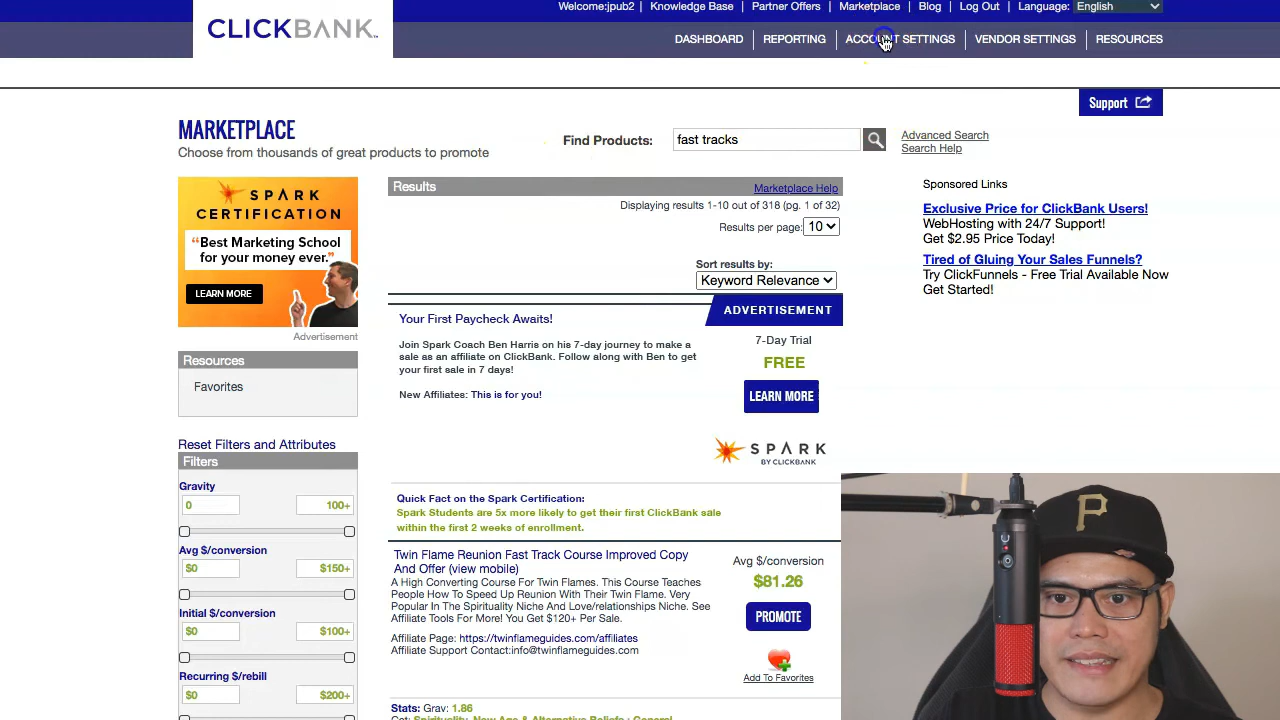 Welcome:jpub2 | Knowledge Base | Partner Offers | Marketplace | Blog | Log Out | Language: English
CLICKBANK™
DASHBOARD | REPORTING | ACCOUNT SETTINGS | VENDOR SETTINGS | RESOURCES
Support
MARKETPLACE
Choose from thousands of great products to promote
Find Products: fast tracks
Advanced Search
Search Help
SPARK
CERTIFICATION
"Best Marketing School
for your money ever."
LEARN MORE
Advertisement
Resources
Favorites
Reset Filters and Attributes
Filters
Gravity
0 100+
Avg $/conversion
$0 $150+
Initial $/conversion
$0 $100+
Recurring $/rebill
$0 $200+
Results Marketplace Help
Displaying results 1-10 out of 318 (pg. 1 of 32)
Results per page: 10
Sort results by:
Keyword Relevance
ADVERTISEMENT
Your First Paycheck Awaits!
Join Spark Coach Ben Harris on his 7-day journey to make a
sale as an affiliate on ClickBank. Follow along with Ben to get
your first sale in 7 days!
New Affiliates: This is for you!
7-Day Trial
FREE
LEARN MORE
SPARK
BY CLICKBANK
Quick Fact on the Spark Certification:
Spark Students are 5x more likely to get their first ClickBank sale
within the first 2 weeks of enrollment.
Twin Flame Reunion Fast Track Course Improved Copy
And Offer (view mobile)
A High Converting Course For Twin Flames. This Course Teaches
People How To Speed Up Reunion With Their Twin Flame. Very
Popular In The Spirituality Niche And Love/relationships Niche. See
Affiliate Tools For More! You Get $120+ Per Sale.
Affiliate Page: https://twinflameguides.com/affiliates
Affiliate Support Contact:info@twinflameguides.com
Avg $/conversion
$81.26
PROMOTE
Add To Favorites
Stats: Grav: 1.86
Cat: Spirituality, New Age & Alternative Beliefs : General
Sponsored Links
Exclusive Price for ClickBank Users!
WebHosting with 24/7 Support!
Get $2.95 Price Today!
Tired of Gluing Your Sales Funnels?
Try ClickFunnels - Free Trial Available Now
Get Started!
P